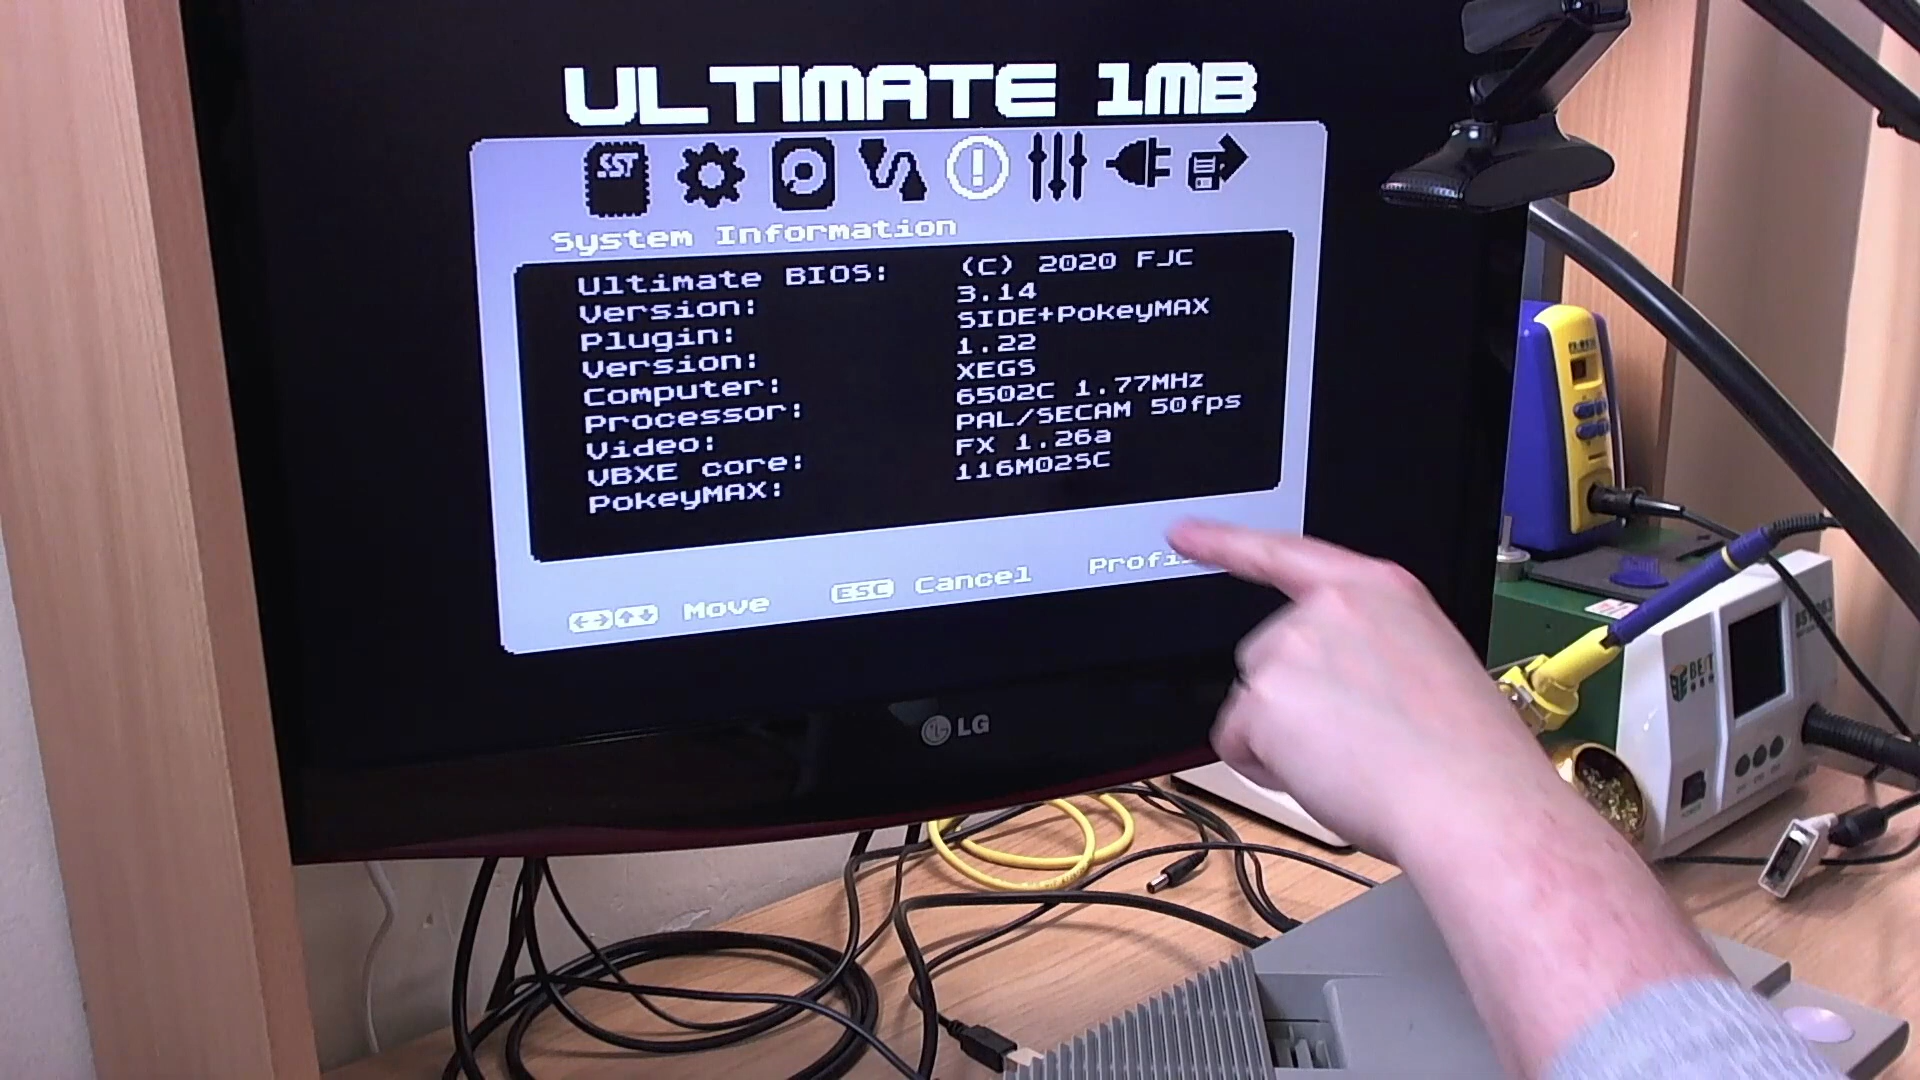 ULTIMATE 1MB
SST
System Information
Ultimate BIOS: (C) 2020 FJC
Version: 3.14
Plugin: SIDE+PokeyMAX
Version: 1.22
Computer: XEGS
Processor: 6502C 1.77MHz
Video: PAL/SECAM 50fps
VBXE core: FX 1.26a
PokeyMAX: 116M02SC
Move ESC Cancel
LG
BEST